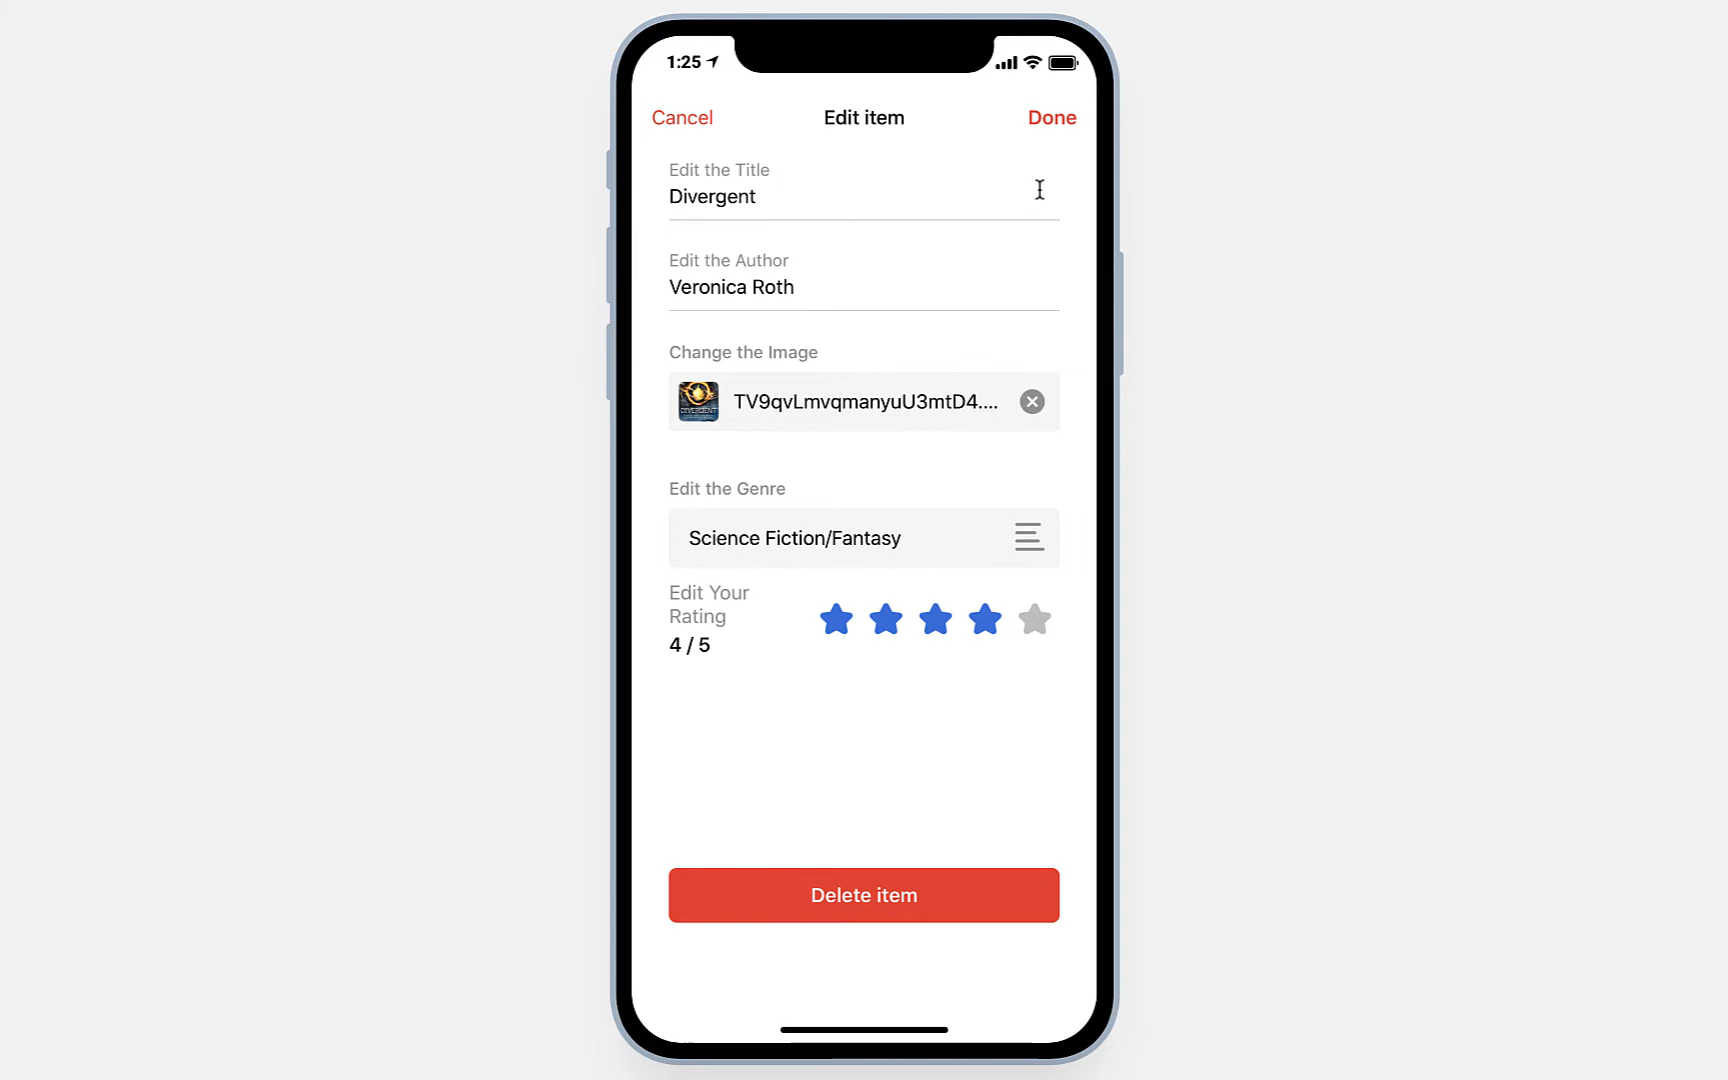 1:25
Cancel
Edit item
Done
Edit the Title
Divergent
Edit the Author
Veronica Roth
Change the Image
DIVERGENT
TV9qvLmvqmanyuU3mtD4....
Edit the Genre
Science Fiction/Fantasy
Edit Your
Rating
4 / 5
Delete item